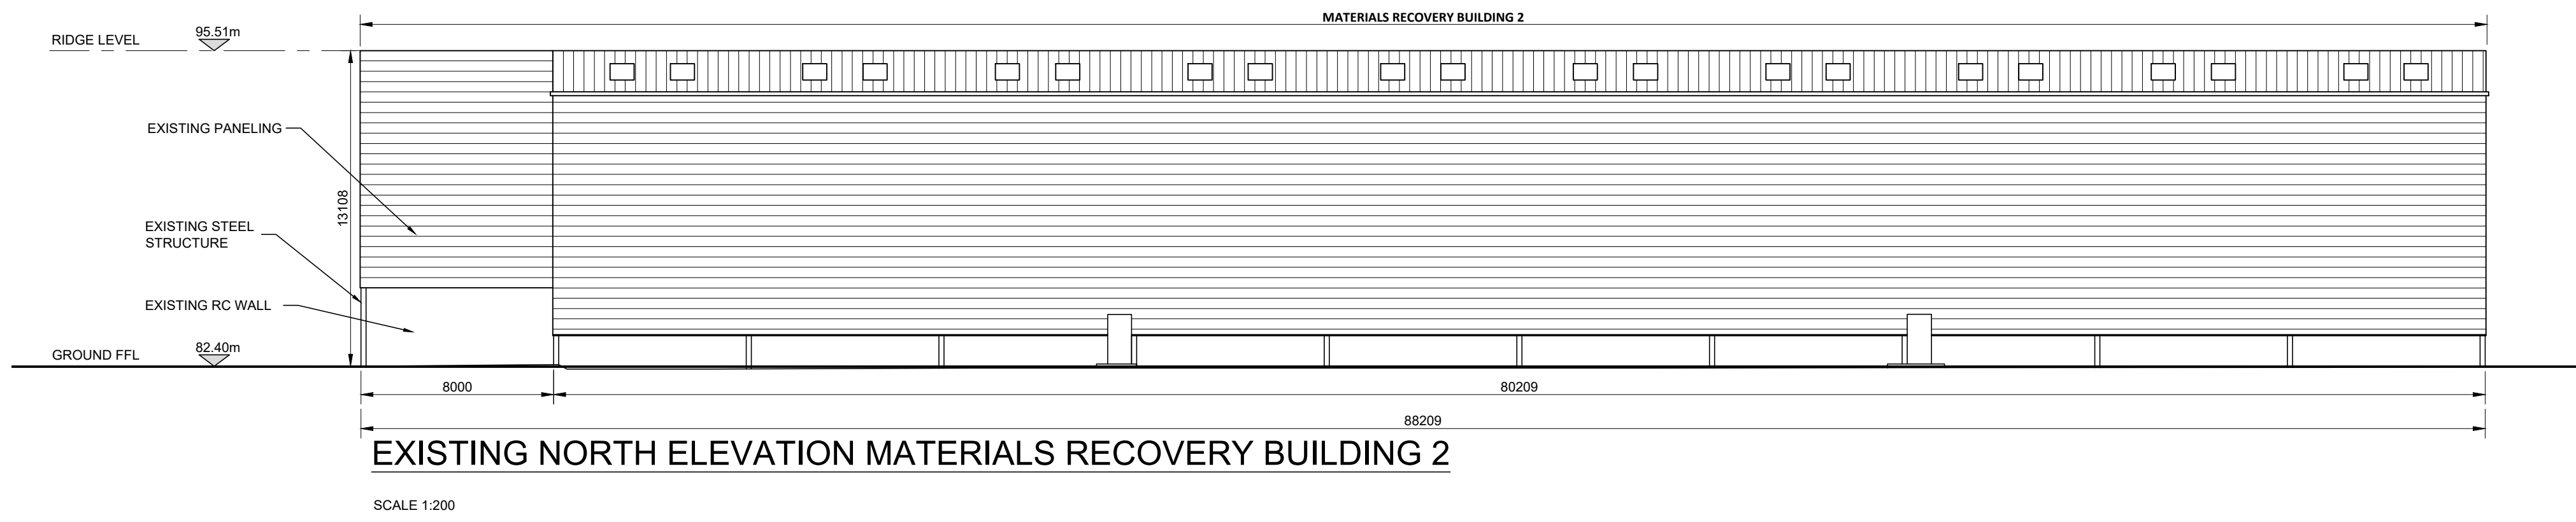 MATERIALS RECOVERY BUILDING 2
RIDGE LEVEL
95.51m
EXISTING PANELING
13108
EXISTING STEEL
STRUCTURE
EXISTING RC WALL
GROUND FFL
82.40m
8000
80209
88209
EXISTING NORTH ELEVATION MATERIALS RECOVERY BUILDING 2
SCALE 1:200